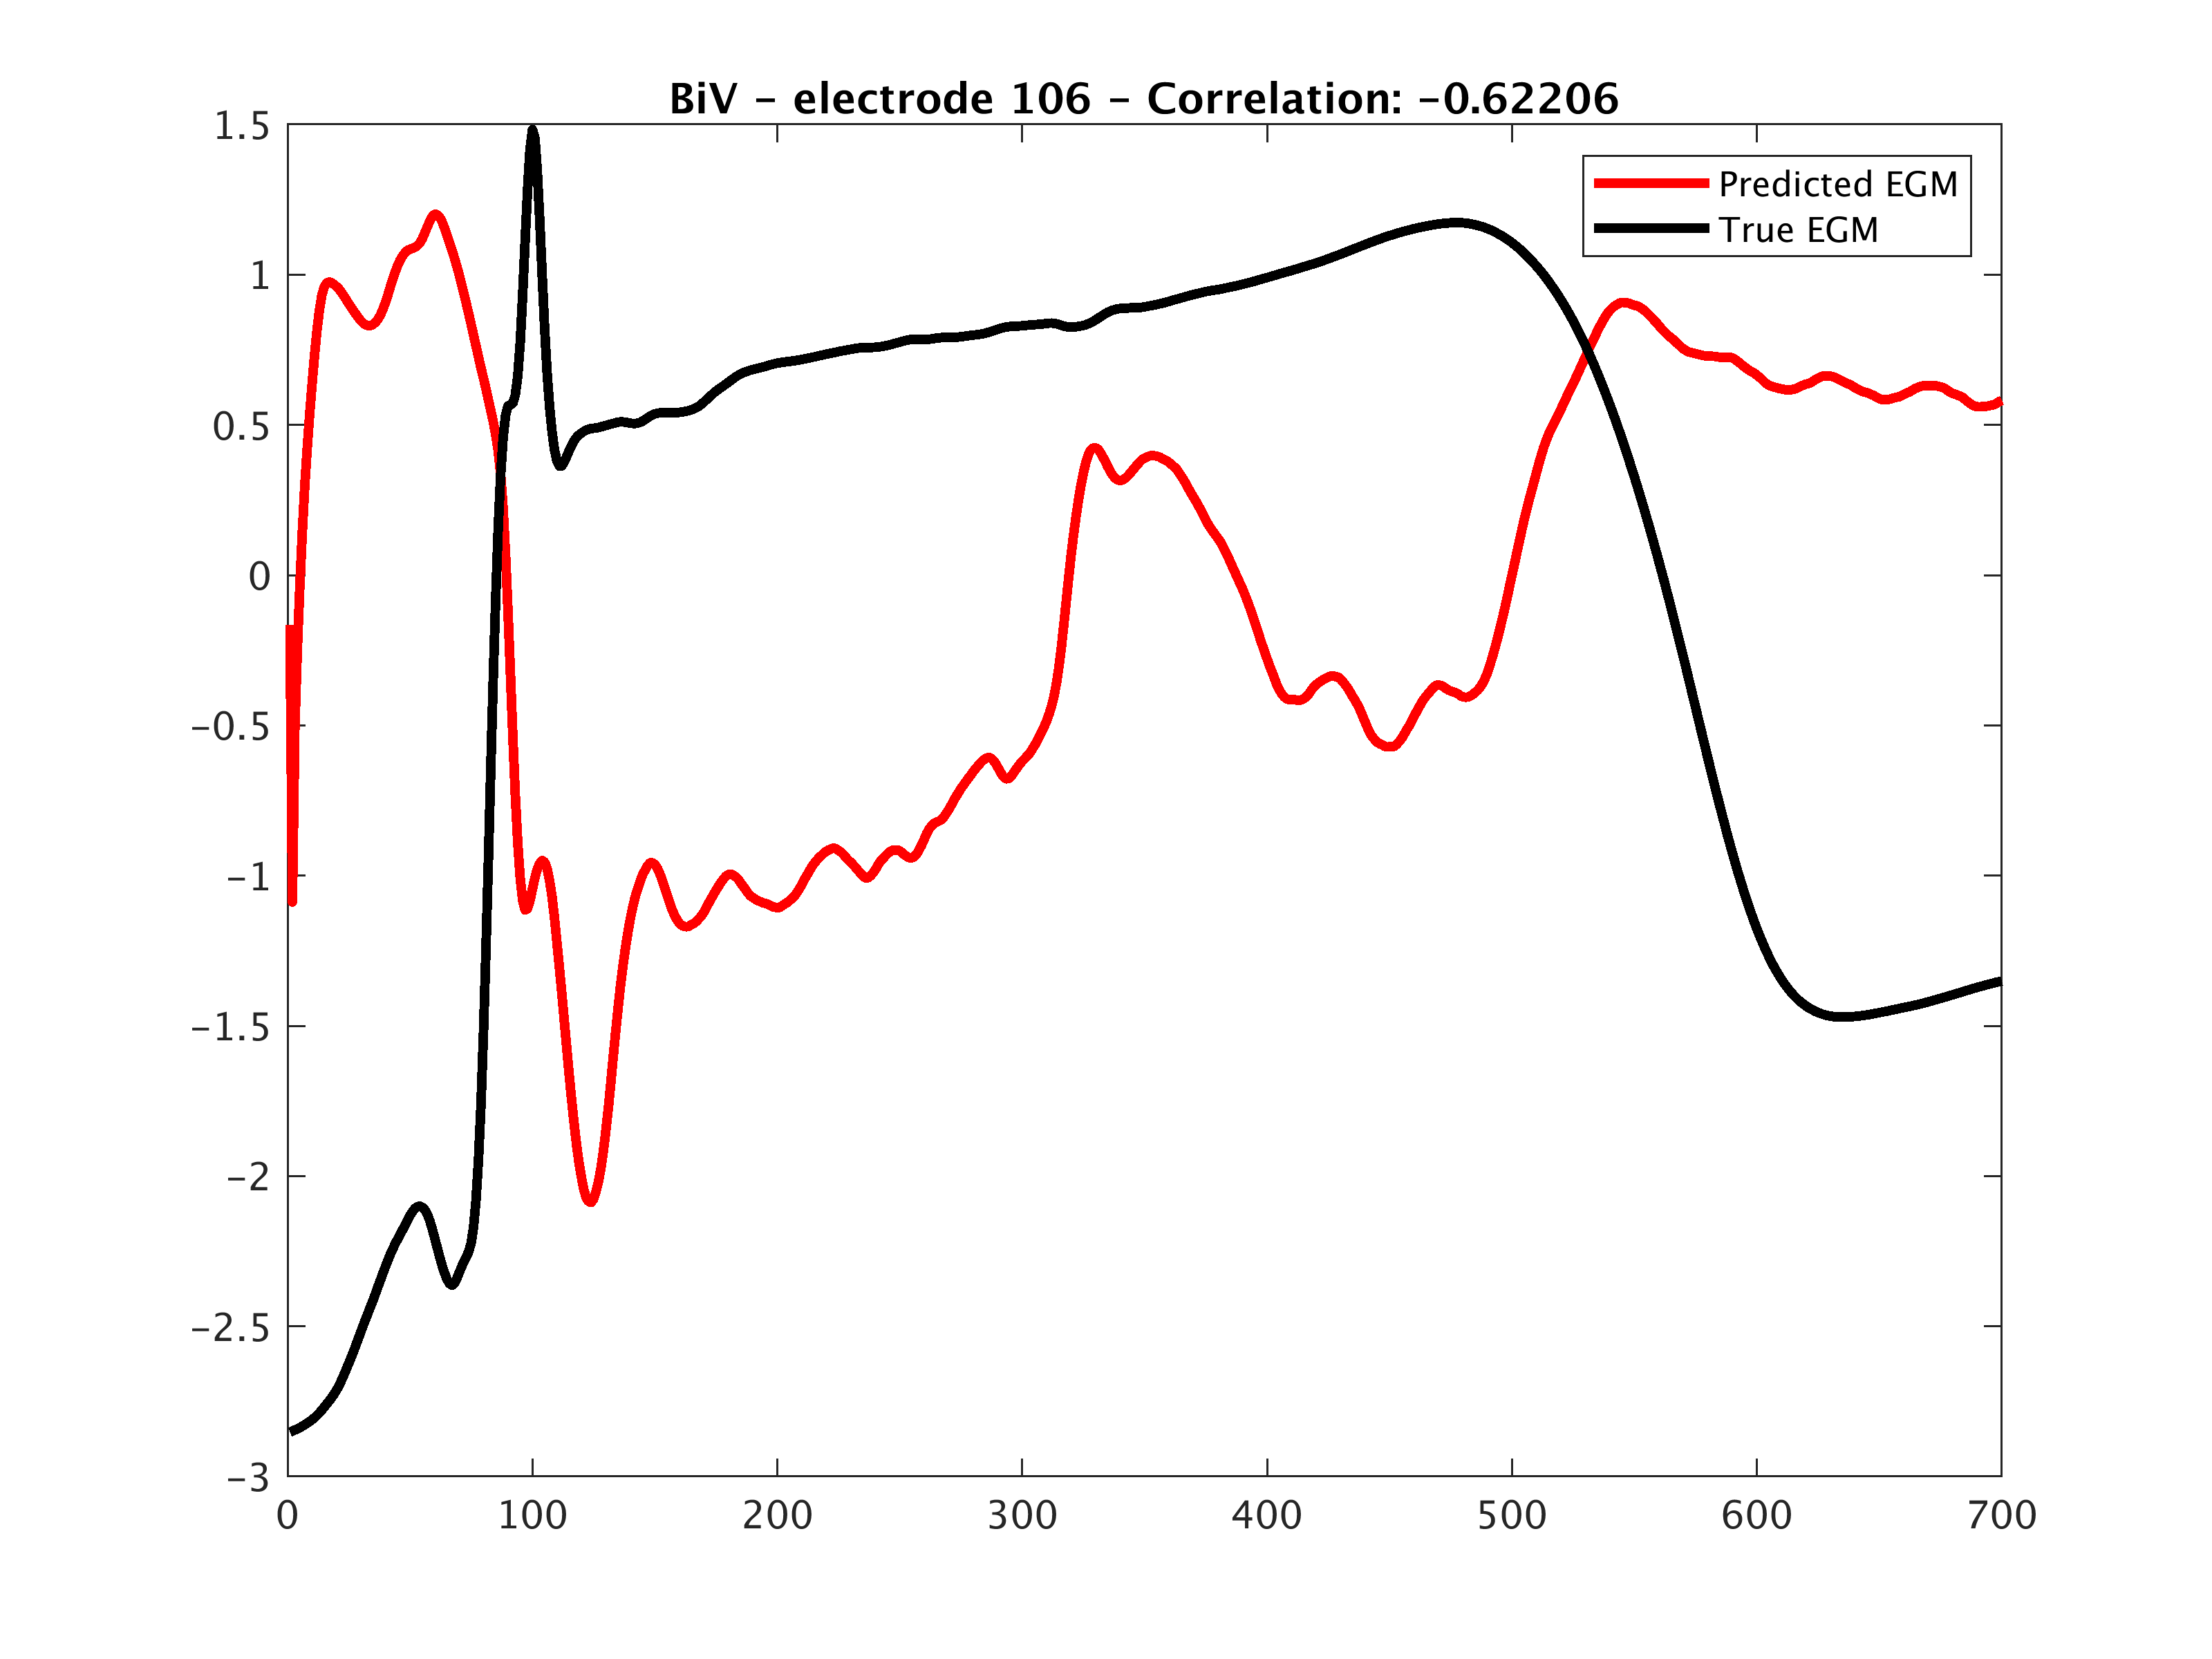 BiV – electrode 106 – Correlation: –0.62206
1.5
1
0.5
0
–0.5
–1
–1.5
–2
–2.5
–3
Predicted EGM
True EGM
0 100 200 300 400 500 600 700